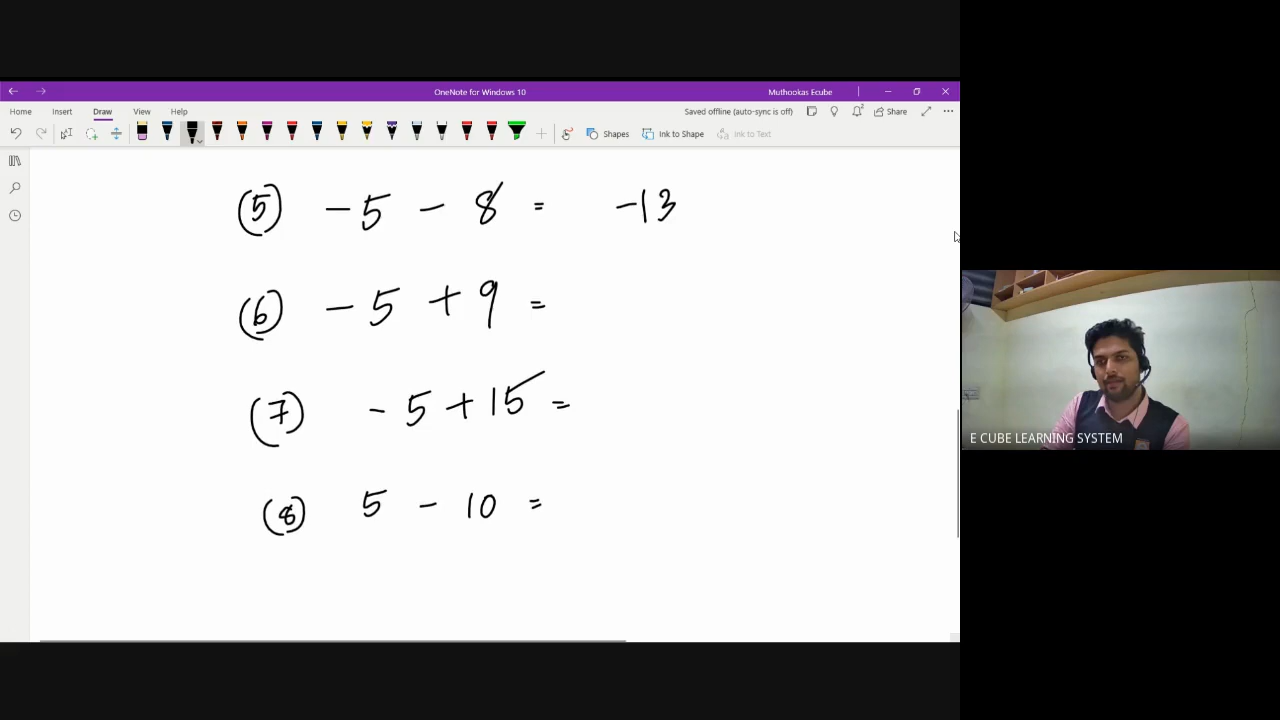 OneNote for Windows 10
Muthookas Ecube
Home Insert Draw View Help
Saved offline (auto-sync is off)
Share
Shapes
Ink to Shape
Ink to Text
(5) -5 - 8 = -13
(6) -5 + 9 =
(7) -5 + 15 =
(8) 5 - 10 =
E CUBE LEARNING SYSTEM